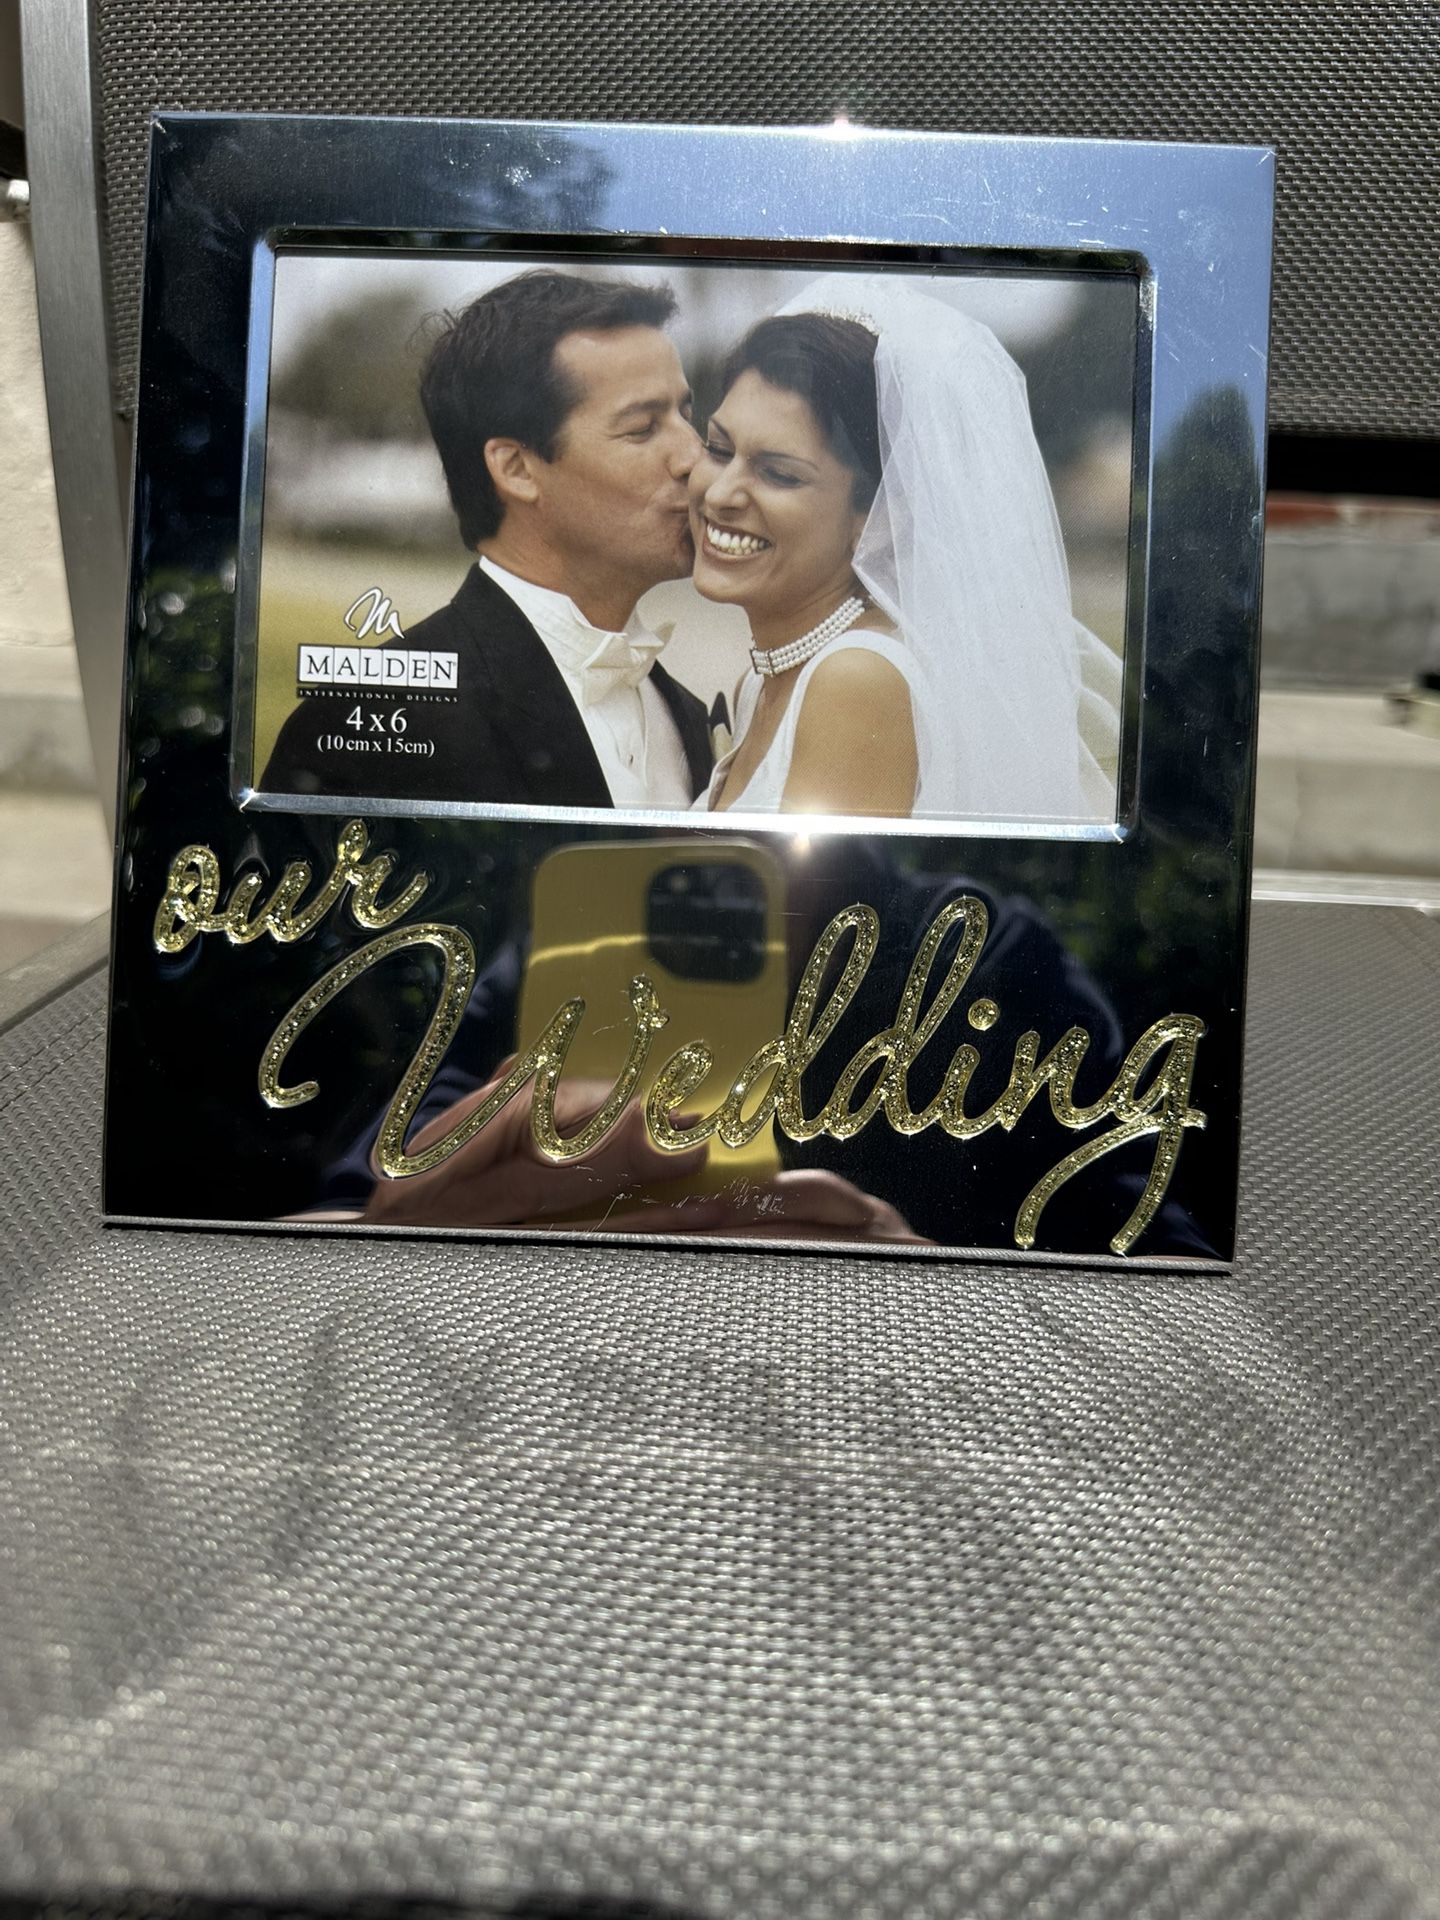 M
MALDEN®
INTERNATIONAL DESIGNS
4x6
(10cm x 15cm)
our
Wedding